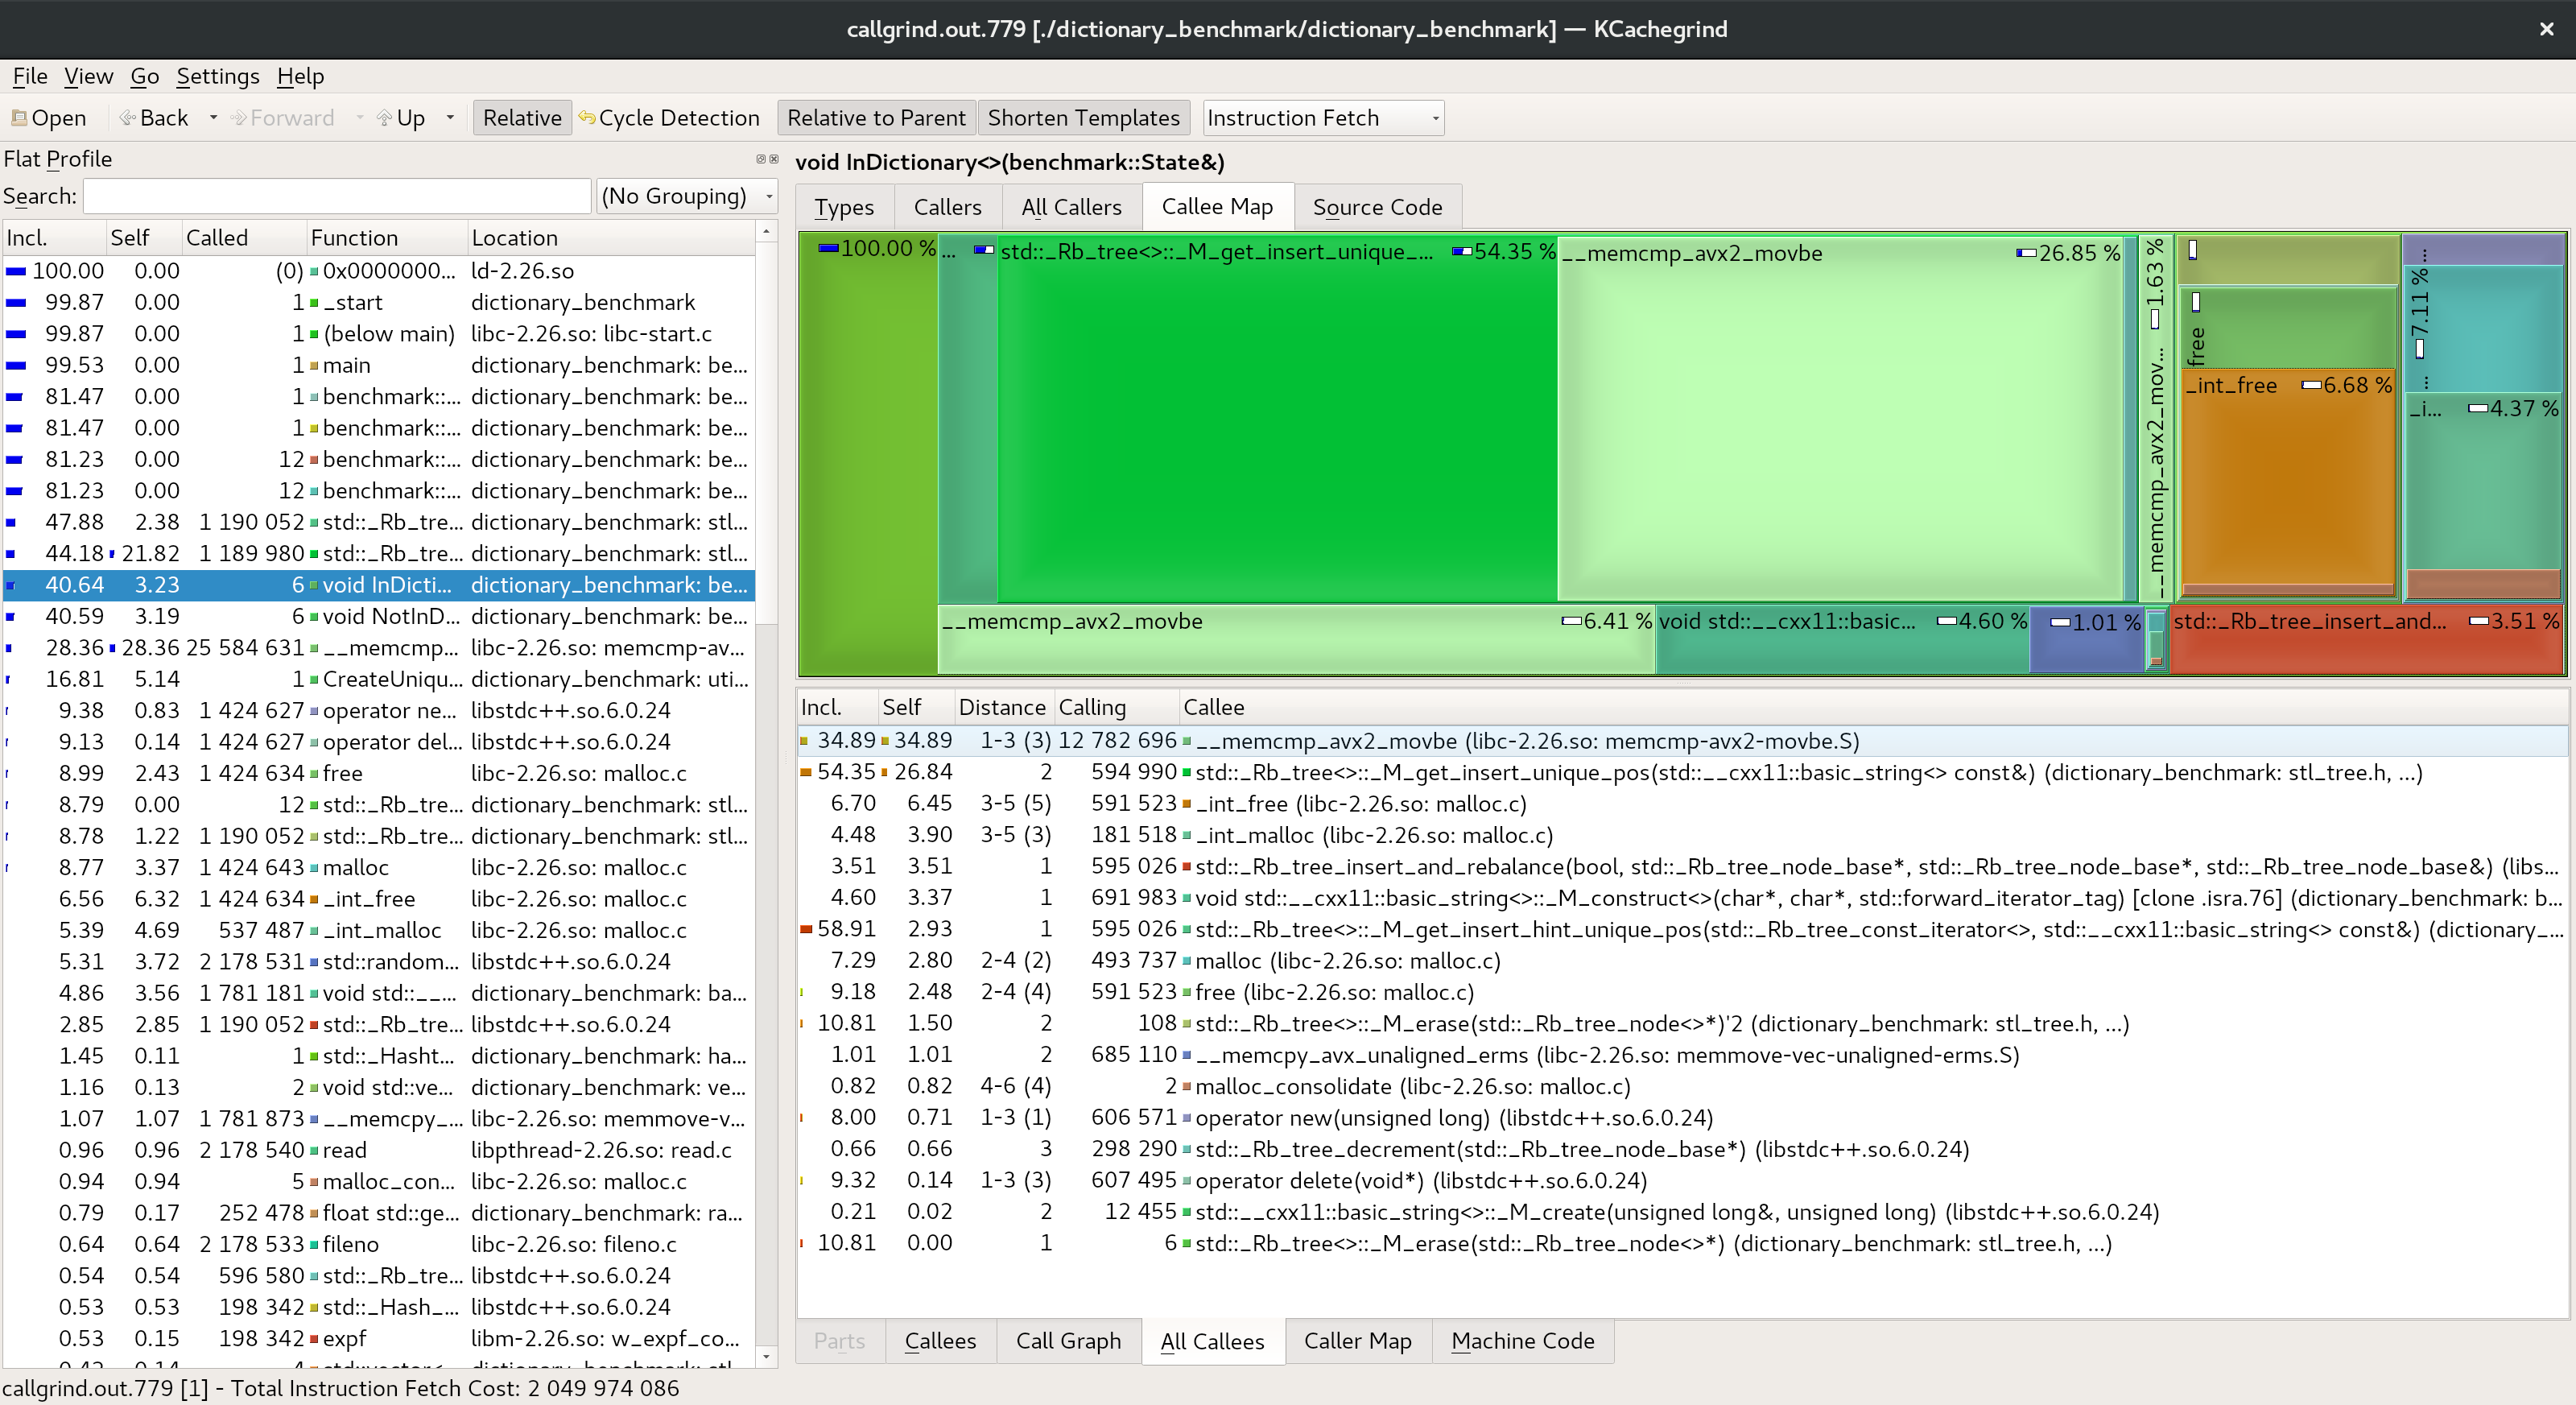 callgrind.out.779 [./dictionary_benchmark/dictionary_benchmark] — KCachegrind
File View Go Settings Help
Open Back Forward Up Relative Cycle Detection Relative to Parent Shorten Templates Instruction Fetch
Flat Profile
Search: (No Grouping)
Incl. Self Called Function Location
100.00 0.00 (0) 0x0000000... ld-2.26.so
99.87 0.00 1 _start dictionary_benchmark
99.87 0.00 1 (below main) libc-2.26.so: libc-start.c
99.53 0.00 1 main dictionary_benchmark: be...
81.47 0.00 1 benchmark::... dictionary_benchmark: be...
81.47 0.00 1 benchmark::... dictionary_benchmark: be...
81.23 0.00 12 benchmark::... dictionary_benchmark: be...
81.23 0.00 12 benchmark::... dictionary_benchmark: be...
47.88 2.38 1 190 052 std::_Rb_tre... dictionary_benchmark: stl...
44.18 21.82 1 189 980 std::_Rb_tre... dictionary_benchmark: stl...
40.64 3.23 6 void InDicti... dictionary_benchmark: be...
40.59 3.19 6 void NotInD... dictionary_benchmark: be...
28.36 28.36 25 584 631 __memcmp... libc-2.26.so: memcmp-av...
16.81 5.14 1 CreateUniqu... dictionary_benchmark: uti...
9.38 0.83 1 424 627 operator ne... libstdc++.so.6.0.24
9.13 0.14 1 424 627 operator del... libstdc++.so.6.0.24
8.99 2.43 1 424 634 free libc-2.26.so: malloc.c
8.79 0.00 12 std::_Rb_tre... dictionary_benchmark: stl...
8.78 1.22 1 190 052 std::_Rb_tre... dictionary_benchmark: stl...
8.77 3.37 1 424 643 malloc libc-2.26.so: malloc.c
6.56 6.32 1 424 634 _int_free libc-2.26.so: malloc.c
5.39 4.69 537 487 _int_malloc libc-2.26.so: malloc.c
5.31 3.72 2 178 531 std::random... libstdc++.so.6.0.24
4.86 3.56 1 781 181 void std::__... dictionary_benchmark: ba...
2.85 2.85 1 190 052 std::_Rb_tre... libstdc++.so.6.0.24
1.45 0.11 1 std::_Hasht... dictionary_benchmark: ha...
1.16 0.13 2 void std::ve... dictionary_benchmark: ve...
1.07 1.07 1 781 873 __memcpy_... libc-2.26.so: memmove-v...
0.96 0.96 2 178 540 read libpthread-2.26.so: read.c
0.94 0.94 5 malloc_con... libc-2.26.so: malloc.c
0.79 0.17 252 478 float std::ge... dictionary_benchmark: ra...
0.64 0.64 2 178 533 fileno libc-2.26.so: fileno.c
0.54 0.54 596 580 std::_Rb_tre... libstdc++.so.6.0.24
0.53 0.53 198 342 std::_Hash_... libstdc++.so.6.0.24
0.53 0.15 198 342 expf libm-2.26.so: w_expf_co...
void InDictionary<>(benchmark::State&)
Types Callers All Callers Callee Map Source Code
100.00 %
...
std::_Rb_tree<>::_M_get_insert_unique_... 54.35 %
__memcmp_avx2_movbe 26.85 %
__memcmp_avx2_mov... 1.63 %
free
_int_free 6.68 %
...
... 7.11 %
_i... 4.37 %
__memcmp_avx2_movbe 6.41 %
void std::__cxx11::basic... 4.60 %
1.01 %
std::_Rb_tree_insert_and... 3.51 %
Incl. Self Distance Calling Callee
34.89 34.89 1-3 (3) 12 782 696 __memcmp_avx2_movbe (libc-2.26.so: memcmp-avx2-movbe.S)
54.35 26.84 2 594 990 std::_Rb_tree<>::_M_get_insert_unique_pos(std::__cxx11::basic_string<> const&) (dictionary_benchmark: stl_tree.h, ...)
6.70 6.45 3-5 (5) 591 523 _int_free (libc-2.26.so: malloc.c)
4.48 3.90 3-5 (3) 181 518 _int_malloc (libc-2.26.so: malloc.c)
3.51 3.51 1 595 026 std::_Rb_tree_insert_and_rebalance(bool, std::_Rb_tree_node_base*, std::_Rb_tree_node_base*, std::_Rb_tree_node_base&) (libs...
4.60 3.37 1 691 983 void std::__cxx11::basic_string<>::_M_construct<>(char*, char*, std::forward_iterator_tag) [clone .isra.76] (dictionary_benchmark: b...
58.91 2.93 1 595 026 std::_Rb_tree<>::_M_get_insert_hint_unique_pos(std::_Rb_tree_const_iterator<>, std::__cxx11::basic_string<> const&) (dictionary_...
7.29 2.80 2-4 (2) 493 737 malloc (libc-2.26.so: malloc.c)
9.18 2.48 2-4 (4) 591 523 free (libc-2.26.so: malloc.c)
10.81 1.50 2 108 std::_Rb_tree<>::_M_erase(std::_Rb_tree_node<>*)'2 (dictionary_benchmark: stl_tree.h, ...)
1.01 1.01 2 685 110 __memcpy_avx_unaligned_erms (libc-2.26.so: memmove-vec-unaligned-erms.S)
0.82 0.82 4-6 (4) 2 malloc_consolidate (libc-2.26.so: malloc.c)
8.00 0.71 1-3 (1) 606 571 operator new(unsigned long) (libstdc++.so.6.0.24)
0.66 0.66 3 298 290 std::_Rb_tree_decrement(std::_Rb_tree_node_base*) (libstdc++.so.6.0.24)
9.32 0.14 1-3 (3) 607 495 operator delete(void*) (libstdc++.so.6.0.24)
0.21 0.02 2 12 455 std::__cxx11::basic_string<>::_M_create(unsigned long&, unsigned long) (libstdc++.so.6.0.24)
10.81 0.00 1 6 std::_Rb_tree<>::_M_erase(std::_Rb_tree_node<>*) (dictionary_benchmark: stl_tree.h, ...)
Parts Callees Call Graph All Callees Caller Map Machine Code
callgrind.out.779 [1] - Total Instruction Fetch Cost: 2 049 974 086